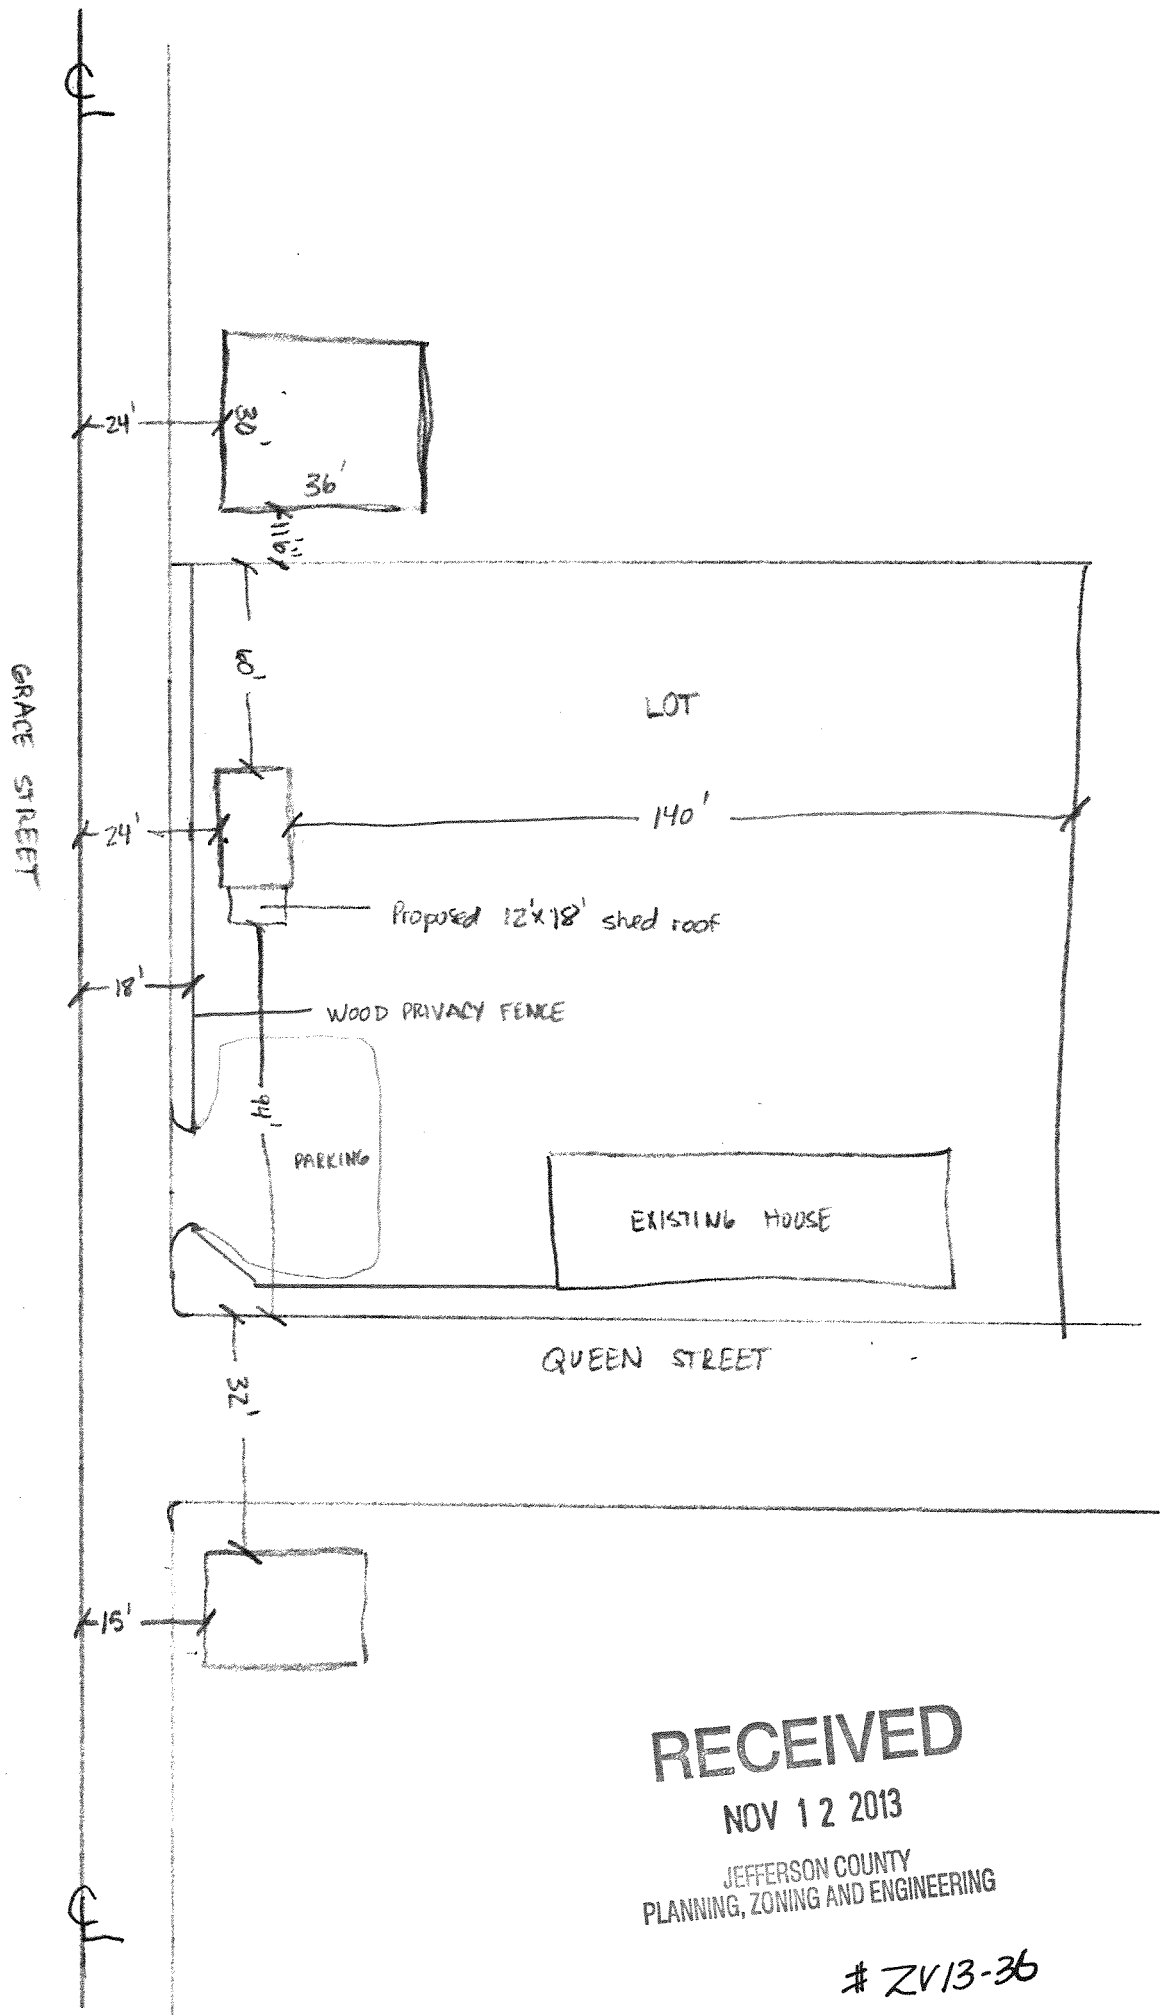 ℄
24'
30'
36'
11'6"
60'
GRACE STREET
LOT
24'
140'
Proposed 12'x18' shed roof
18'
WOOD PRIVACY FENCE
94'
PARKING
EXISTING HOUSE
QUEEN STREET
32'
15'
RECEIVED
NOV 12 2013
JEFFERSON COUNTY
PLANNING, ZONING AND ENGINEERING
℄
# ZV13-36